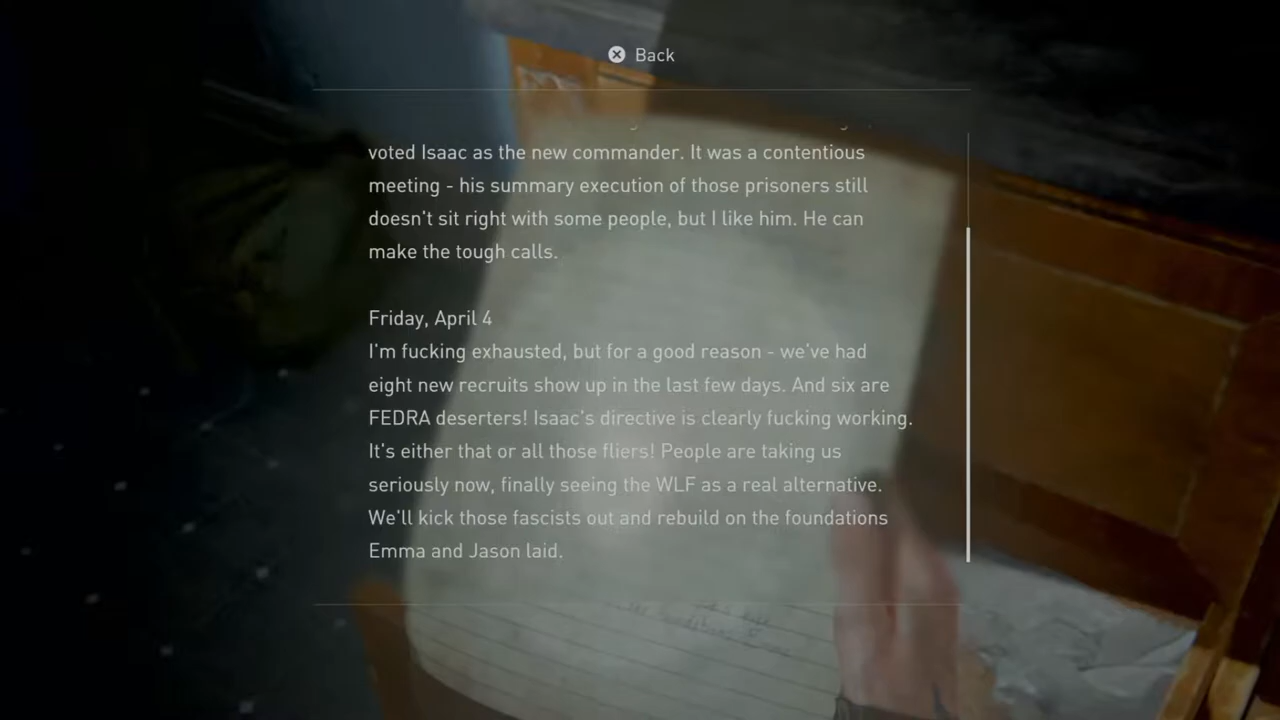 Back
voted Isaac as the new commander. It was a contentious
meeting - his summary execution of those prisoners still
doesn't sit right with some people, but I like him. He can
make the tough calls.
Friday, April 4
I'm fucking exhausted, but for a good reason - we've had
eight new recruits show up in the last few days. And six are
FEDRA deserters! Isaac's directive is clearly fucking working.
It's either that or all those fliers! People are taking us
seriously now, finally seeing the WLF as a real alternative.
We'll kick those fascists out and rebuild on the foundations
Emma and Jason laid.